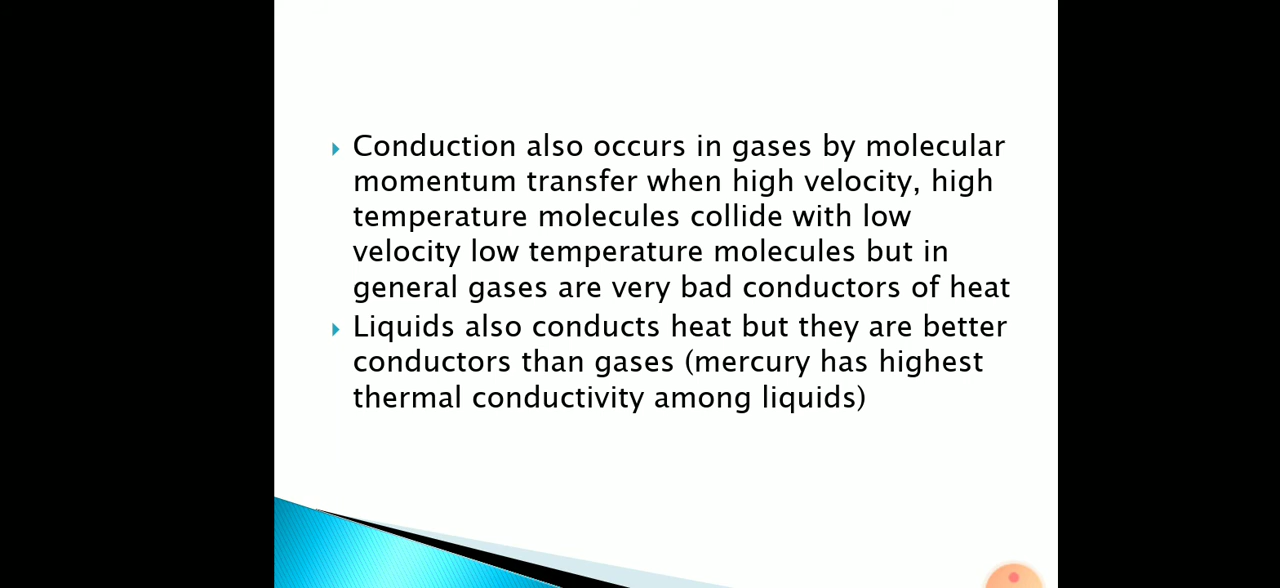 Conduction also occurs in gases by molecular
momentum transfer when high velocity, high
temperature molecules collide with low
velocity low temperature molecules but in
general gases are very bad conductors of heat
Liquids also conducts heat but they are better
conductors than gases (mercury has highest
thermal conductivity among liquids)